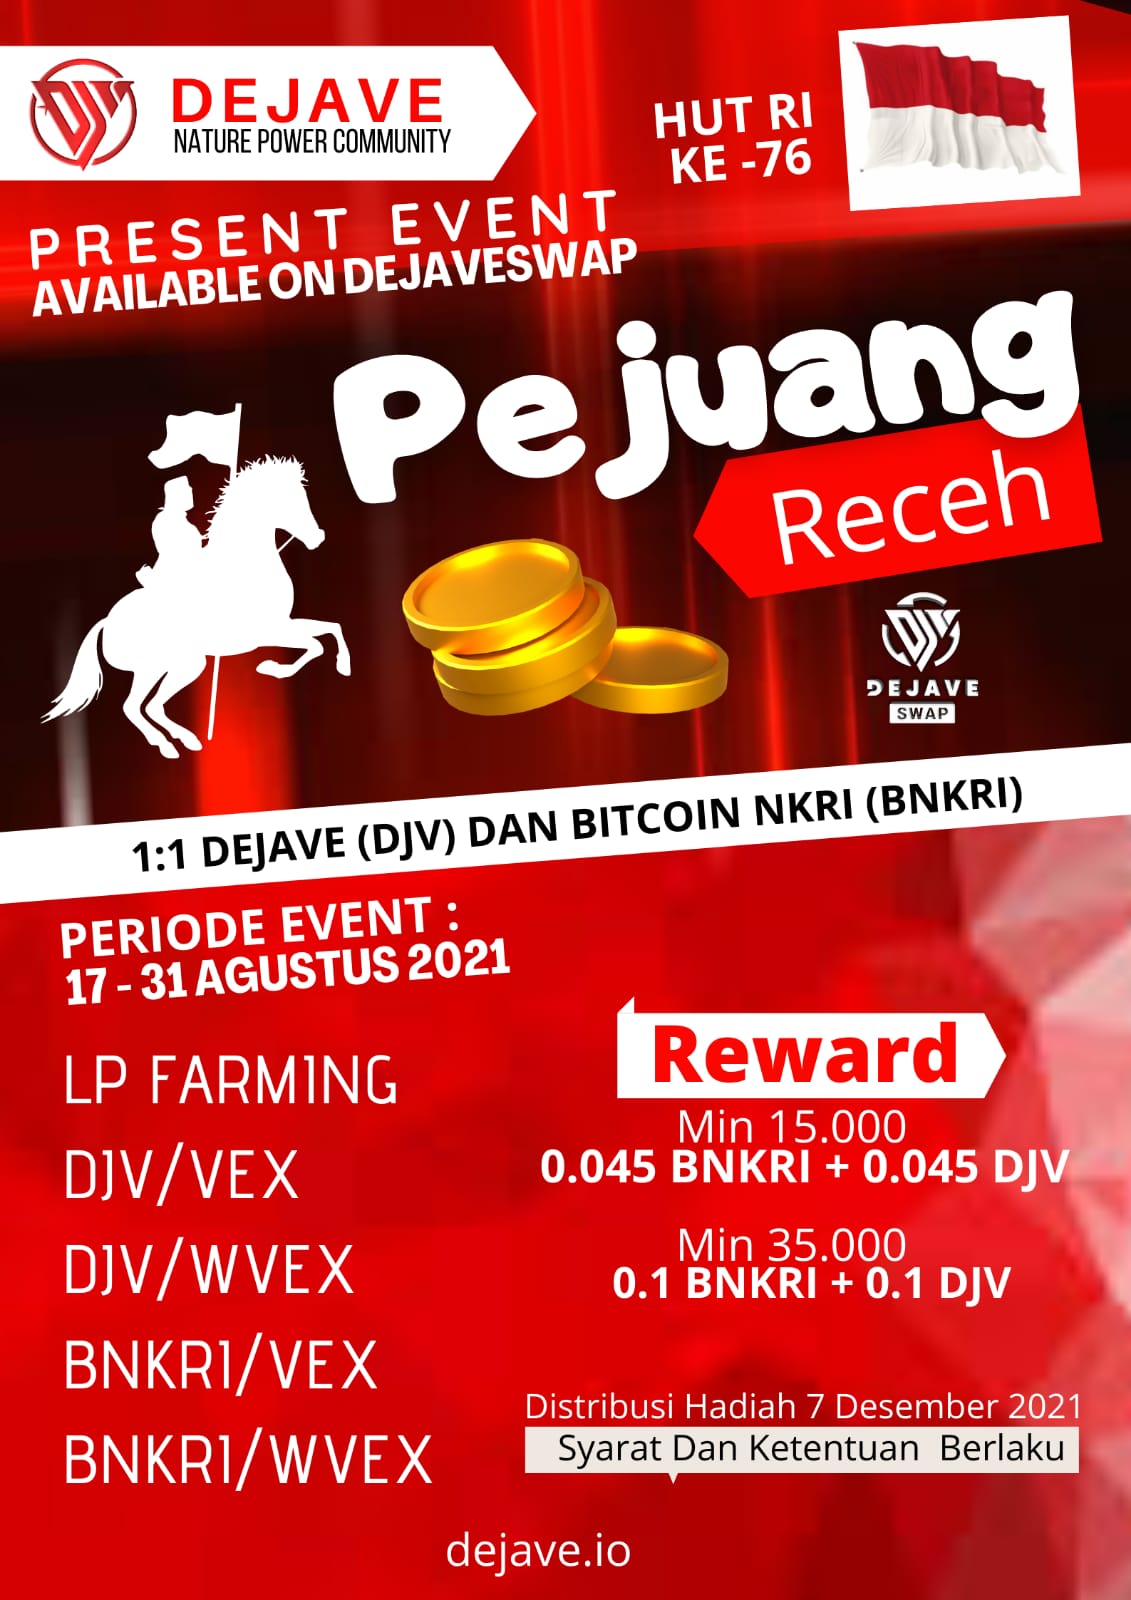 DEJAVE
NATURE POWER COMMUNITY
HUT RI
KE -76
PRESENT EVENT
AVAILABLE ON DEJAVESWAP
Pejuang
Receh
DEJAVE
SWAP
1:1 DEJAVE (DJV) DAN BITCOIN NKRI (BNKRI)
PERIODE EVENT :
17 - 31 AGUSTUS 2021
LP FARMING
DJV/VEX
DJV/WVEX
BNKRI/VEX
BNKRI/WVEX
Reward
Min 15.000
0.045 BNKRI + 0.045 DJV
Min 35.000
0.1 BNKRI + 0.1 DJV
Distribusi Hadiah 7 Desember 2021
Syarat Dan Ketentuan Berlaku
dejave.io